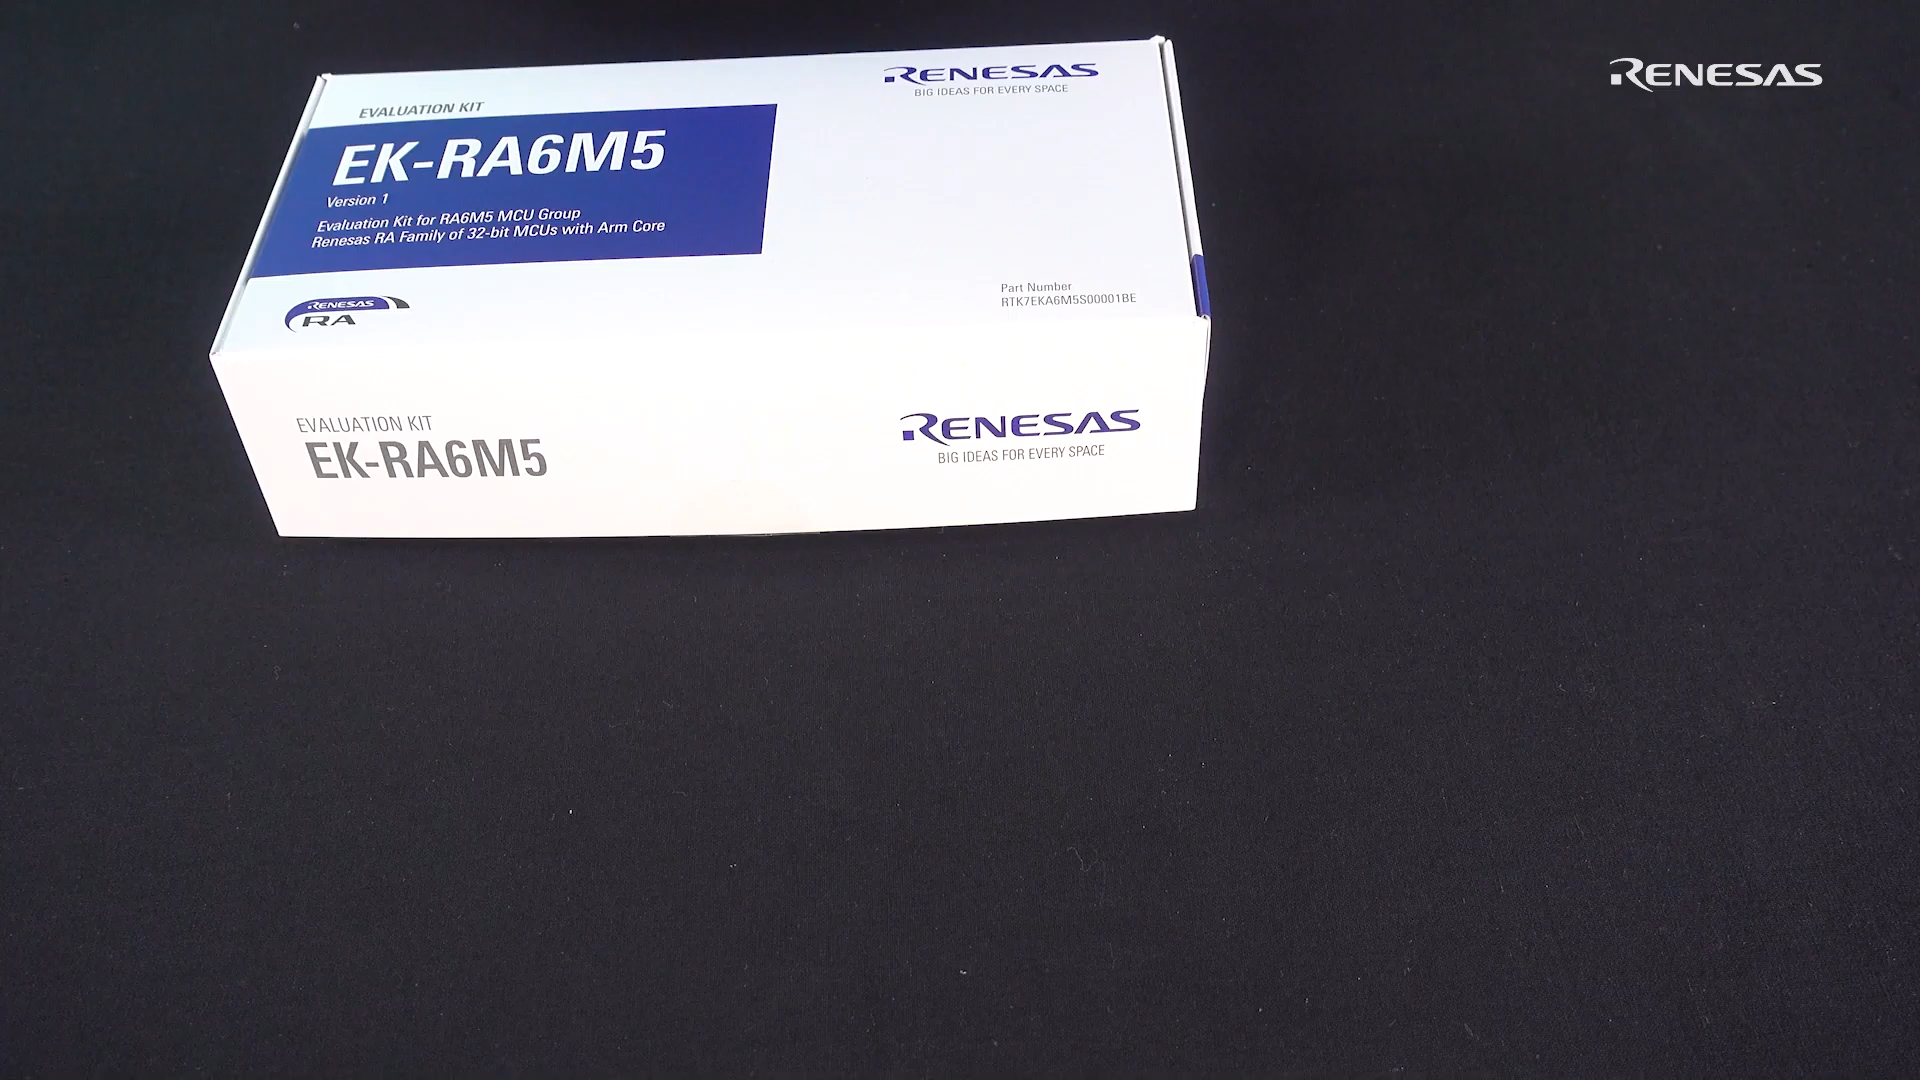 RENESAS
BIG IDEAS FOR EVERY SPACE
RENESAS
EVALUATION KIT
EK-RA6M5
Version 1
Evaluation Kit for RA6M5 MCU Group
Renesas RA Family of 32-bit MCUs with Arm Core
Part Number
RTK7EKA6M5S00001BE
RENESAS
RA
EVALUATION KIT
EK-RA6M5
RENESAS
BIG IDEAS FOR EVERY SPACE